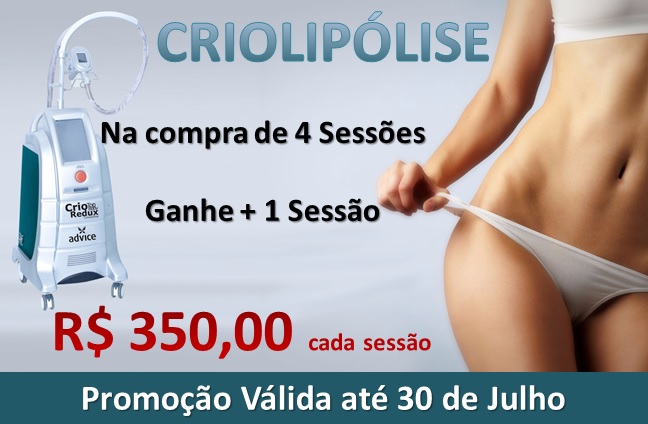 CRIOLIPÓLISE
Na compra de 4 Sessões
Ganhe + 1 Sessão
Crio
Redux
advice
R$ 350,00 cada sessão
Promoção Válida até 30 de Julho